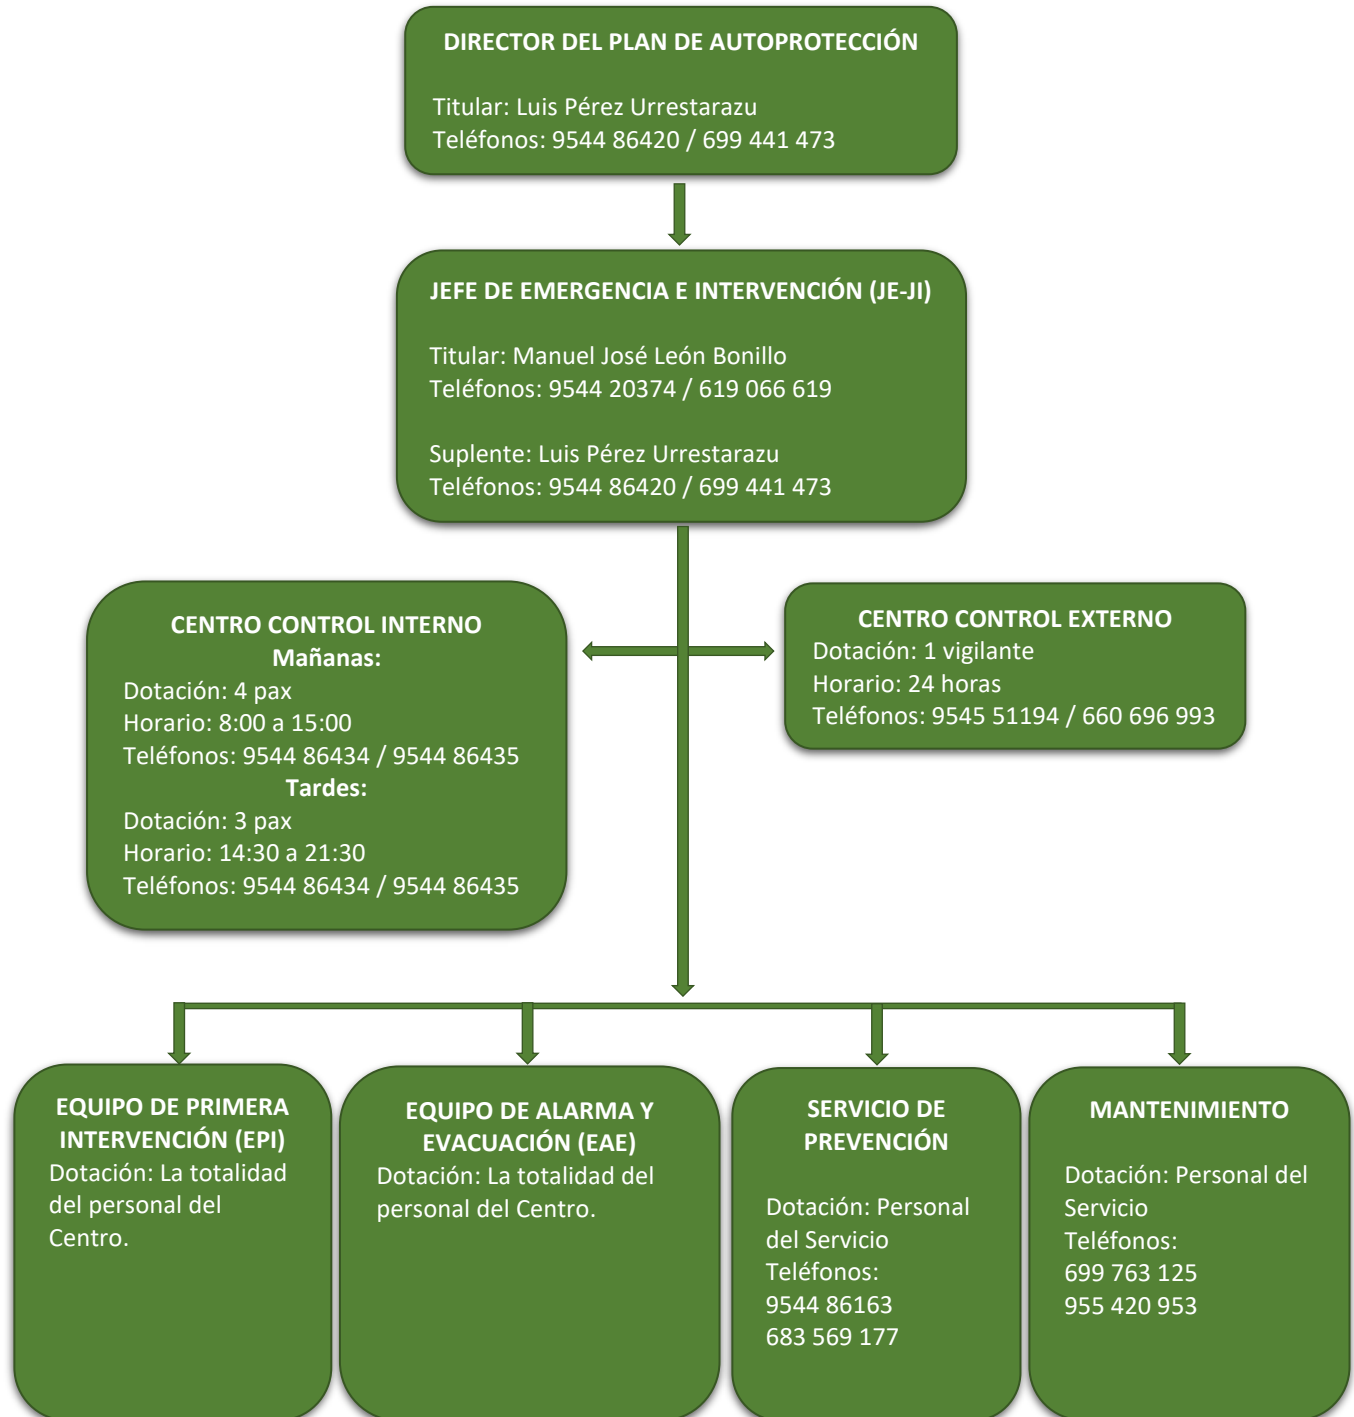 DIRECTOR DEL PLAN DE AUTOPROTECCIÓN
Titular: Luis Pérez Urrestarazu
Teléfonos: 9544 86420 / 699 441 473
JEFE DE EMERGENCIA E INTERVENCIÓN (JE-JI)
Titular: Manuel José León Bonillo
Teléfonos: 9544 20374 / 619 066 619
Suplente: Luis Pérez Urrestarazu
Teléfonos: 9544 86420 / 699 441 473
CENTRO CONTROL INTERNO
Mañanas:
Dotación: 4 pax
Horario: 8:00 a 15:00
Teléfonos: 9544 86434 / 9544 86435
Tardes:
Dotación: 3 pax
Horario: 14:30 a 21:30
Teléfonos: 9544 86434 / 9544 86435
CENTRO CONTROL EXTERNO
Dotación: 1 vigilante
Horario: 24 horas
Teléfonos: 9545 51194 / 660 696 993
EQUIPO DE PRIMERA
INTERVENCIÓN (EPI)
Dotación: La totalidad
del personal del
Centro.
EQUIPO DE ALARMA Y
EVACUACIÓN (EAE)
Dotación: La totalidad del
personal del Centro.
SERVICIO DE
PREVENCIÓN
Dotación: Personal
del Servicio
Teléfonos:
9544 86163
683 569 177
MANTENIMIENTO
Dotación: Personal del
Servicio
Teléfonos:
699 763 125
955 420 953